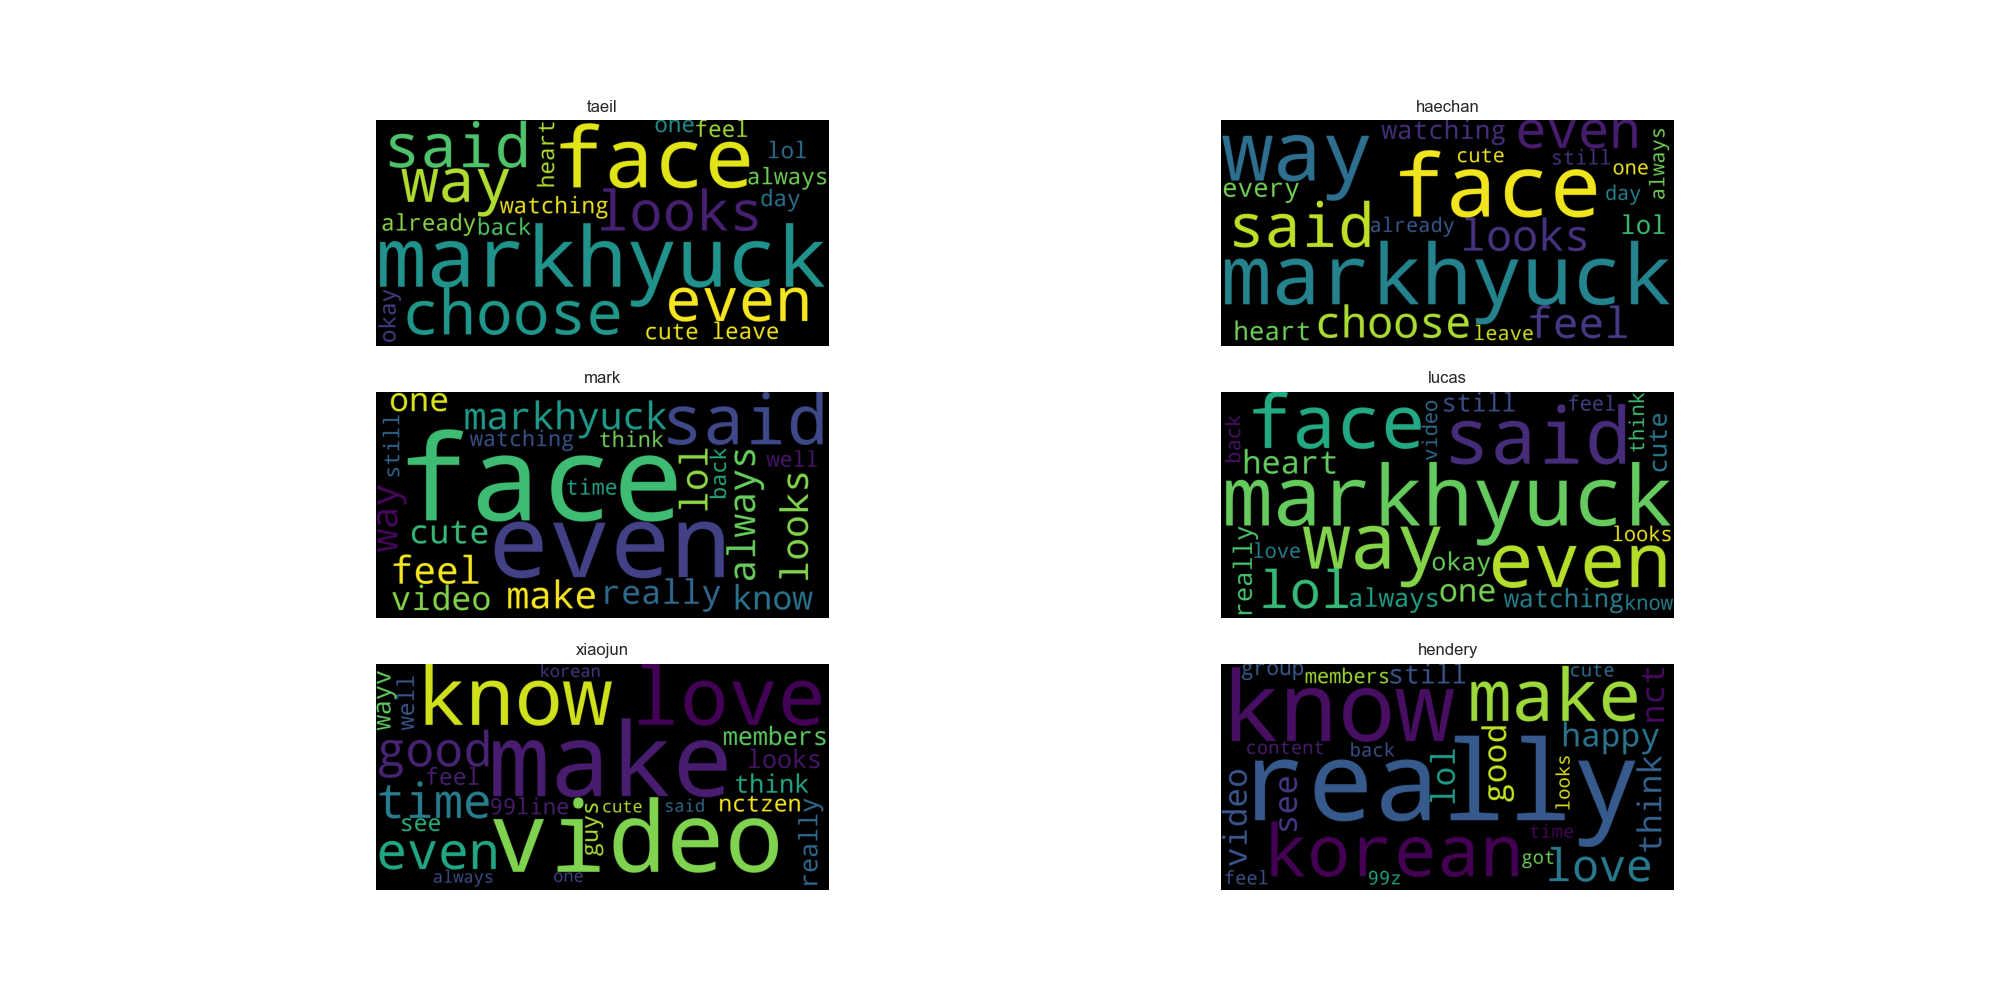 taeil
said
heart
face
one
feel
lol
way
always
watching
looks
day
already
back
markhyuck
okay
choose
even
cute
leave
haechan
way
watching
even
cute
still
one
always
every
face
day
said
already
looks
lol
markhyuck
heart
choose
leave
feel
mark
one
markhyuck
said
still
watching
think
face
lol
back
always
well
way
time
looks
cute
even
feel
video
make
really
know
lucas
back
face
video
still
feel
think
cute
heart
said
markhyuck
really
love
way
okay
even
looks
lol
always
one
watching
know
xiaojun
wayv
well
know
korean
love
good
make
members
looks
feel
think
time
99line
guys
cute
said
nctzen
really
see
even
video
always
one
hendery
group
members
still
cute
know
make
nct
content
back
good
happy
really
lol
looks
video
see
think
korean
time
got
love
feel
99z